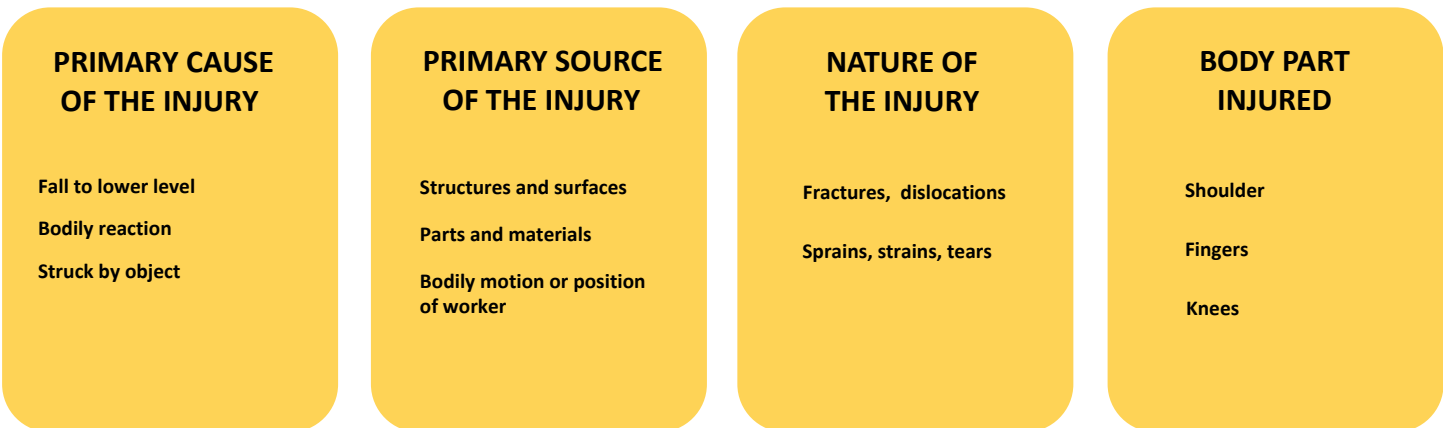 PRIMARY CAUSE
OF THE INJURY
Fall to lower level
Bodily reaction
Struck by object
PRIMARY SOURCE
OF THE INJURY
Structures and surfaces
Parts and materials
Bodily motion or position
of worker
NATURE OF
THE INJURY
Fractures, dislocations
Sprains, strains, tears
BODY PART
INJURED
Shoulder
Fingers
Knees